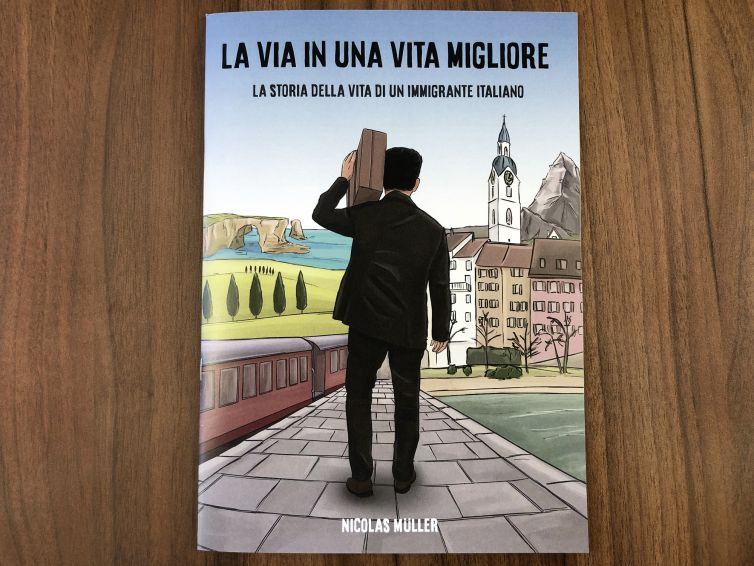 LA VIA IN UNA VITA MIGLIORE
LA STORIA DELLA VITA DI UN IMMIGRANTE ITALIANO
NICOLAS MÜLLER